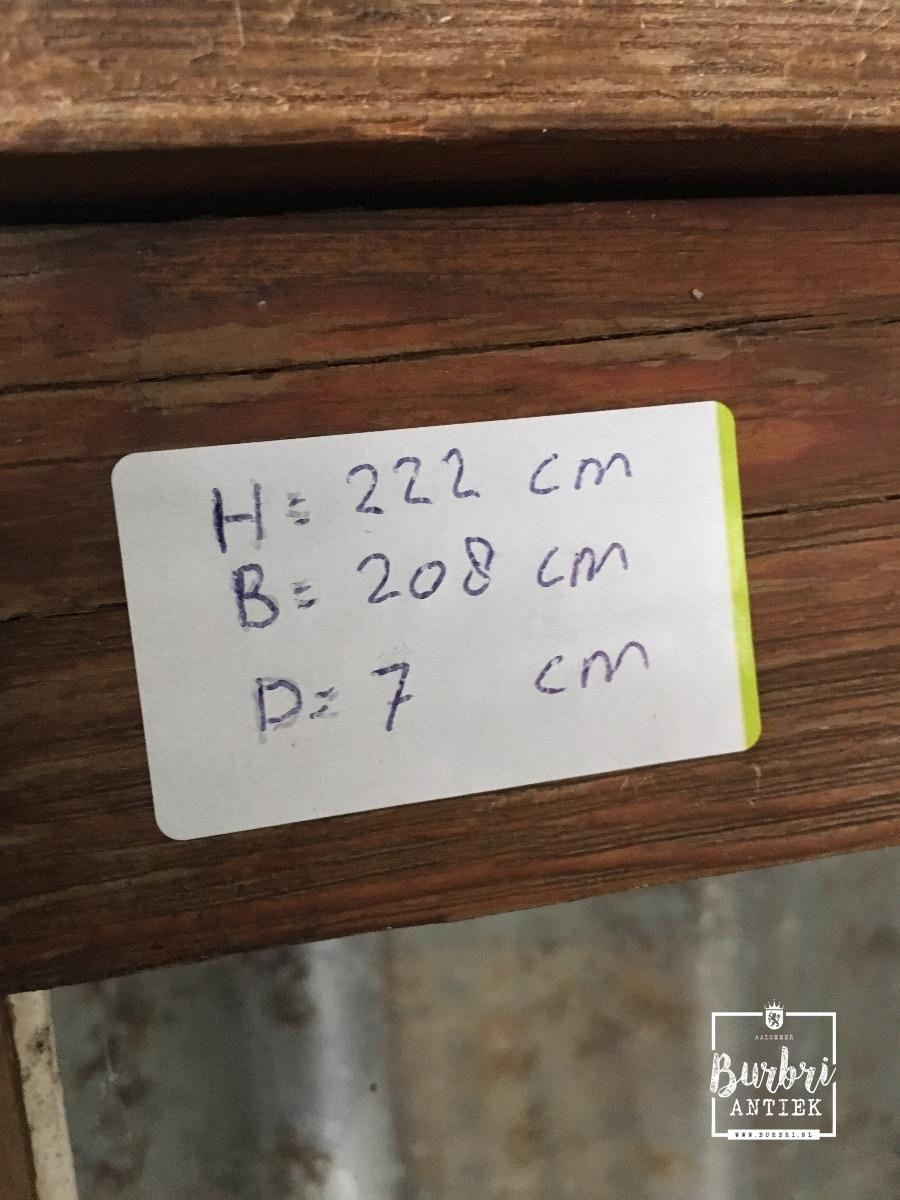 H= 222 cm
B= 208 cm
D= 7 cm
AALSMEER
Burbri
ANTIEK
WWW.BURBRI.NL